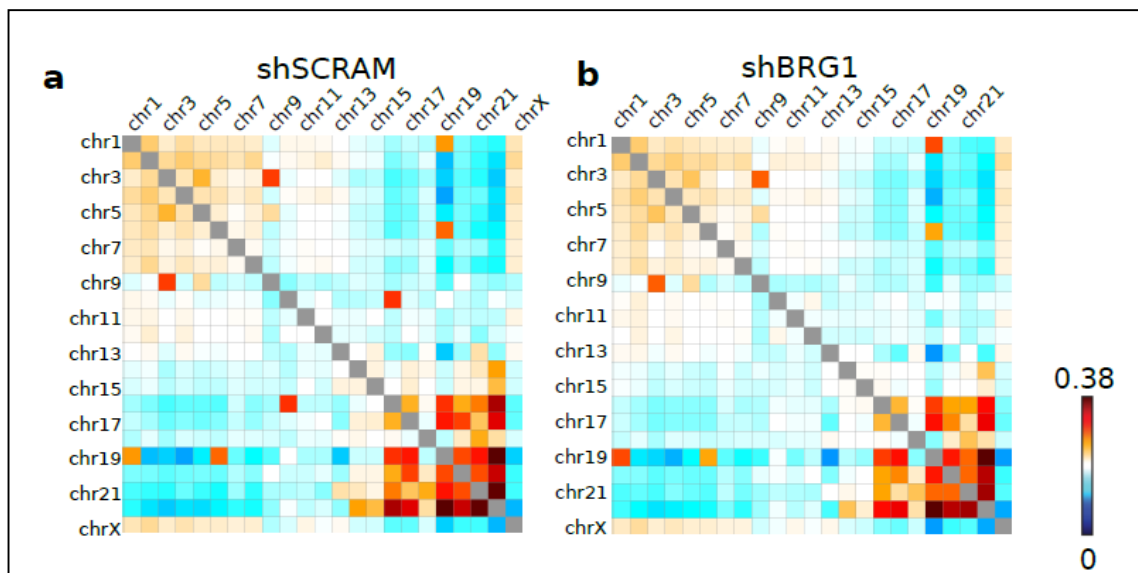 a
shSCRAM
chr1 chr3 chr5 chr7 chr9 chr11 chr13 chr15 chr17 chr19 chr21 chrX
chr1
chr3
chr5
chr7
chr9
chr11
chr13
chr15
chr17
chr19
chr21
chrX
b
shBRG1
chr1 chr3 chr5 chr7 chr9 chr11 chr13 chr15 chr17 chr19 chr21
chr1
chr3
chr5
chr7
chr9
chr11
chr13
chr15
chr17
chr19
chr21
chrX
0.38
0